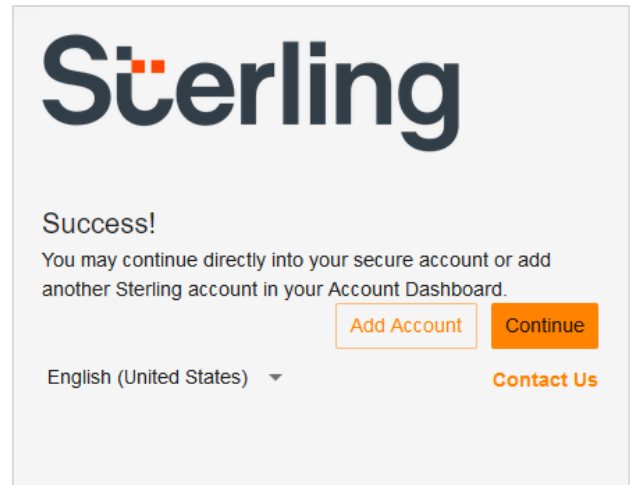 Sterling
Success!
You may continue directly into your secure account or add
another Sterling account in your Account Dashboard.
Add Account Continue
English (United States) Contact Us